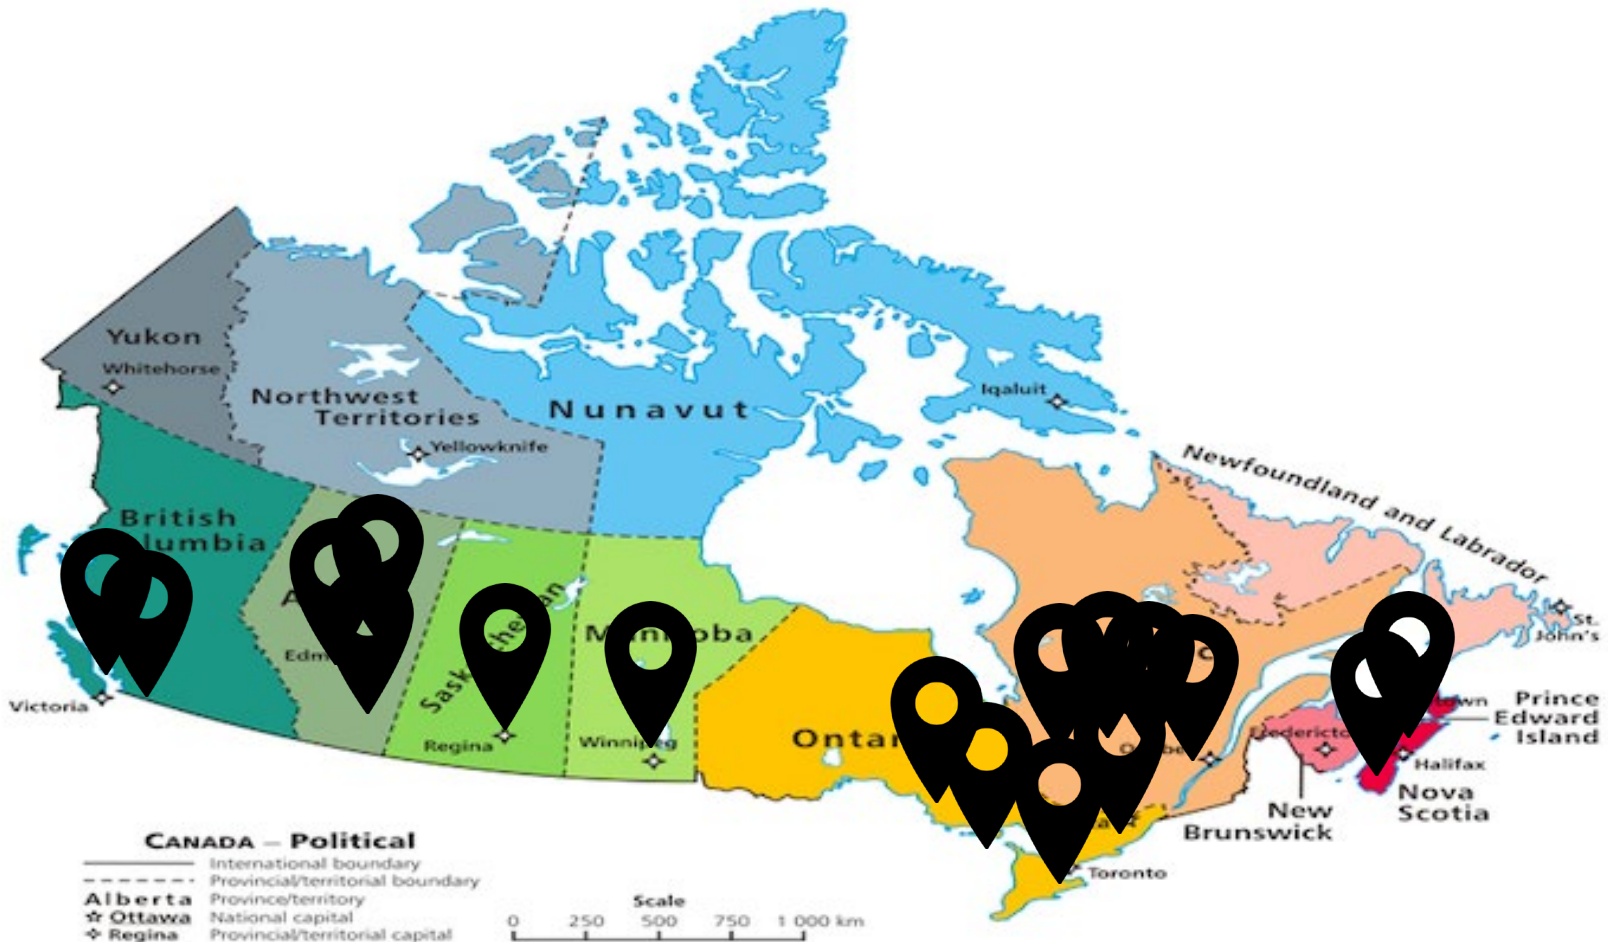 Yukon
Whitehorse
Northwest
Territories
Yellowknife
Nunavut
Iqaluit
Newfoundland and Labrador
St.
John's
British
Victoria
Regina
Winnipeg
Prince
Edward
Island
Halifax
Nova
Scotia
New
Brunswick
Toronto
CANADA – Political
International boundary
Provincial/territorial boundary
Alberta Province/territory
Ottawa National capital
Regina Provincial/territorial capital
Scale
0 250 500 750 1 000 km